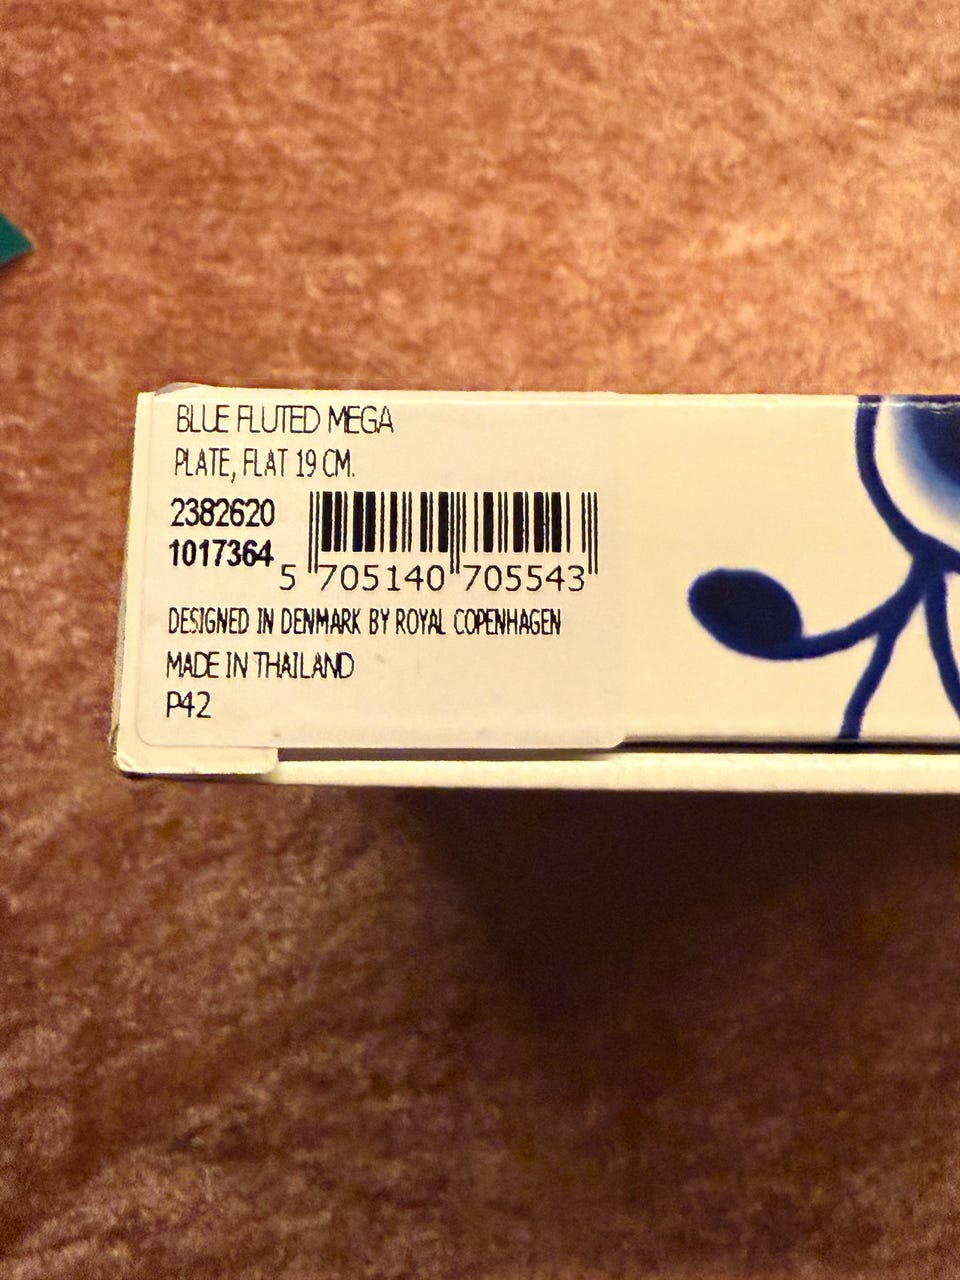 BLUE FLUTED MEGA
PLATE, FLAT 19 CM.
2382620
1017364
5 705140 705543
DESIGNED IN DENMARK BY ROYAL COPENHAGEN
MADE IN THAILAND
P42